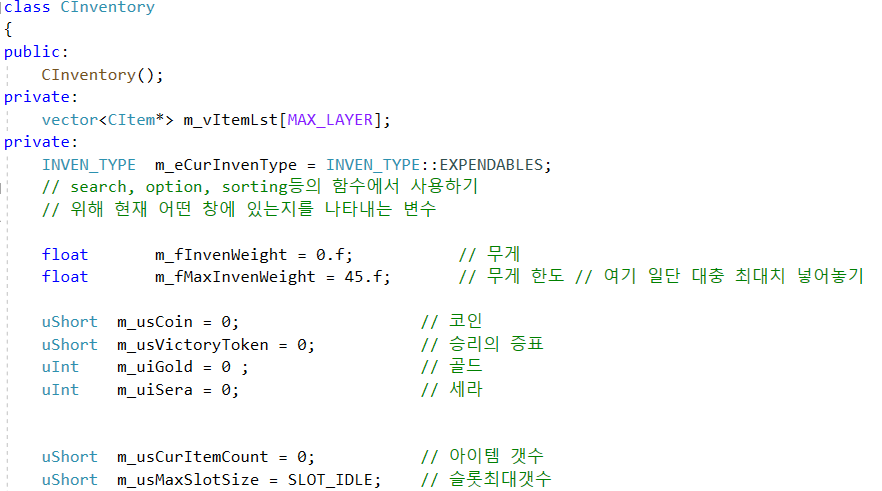 class CInventory
{
public:
    CInventory();
private:
    vector<CItem*> m_vItemLst[MAX_LAYER];
private:
    INVEN_TYPE  m_eCurInvenType = INVEN_TYPE::EXPENDABLES;
    // search, option, sorting등의 함수에서 사용하기
    // 위해 현재 어떤 창에 있는지를 나타내는 변수
    float       m_fInvenWeight = 0.f;           // 무게
    float       m_fMaxInvenWeight = 45.f;       // 무게 한도 // 여기 일단 대충 최대치 넣어놓기
    uShort  m_usCoin = 0;                   // 코인
    uShort  m_usVictoryToken = 0;           // 승리의 증표
    uInt    m_uiGold = 0 ;                  // 골드
    uInt    m_uiSera = 0;                   // 세라
    uShort  m_usCurItemCount = 0;           // 아이템 갯수
    uShort  m_usMaxSlotSize = SLOT_IDLE;    // 슬롯최대갯수